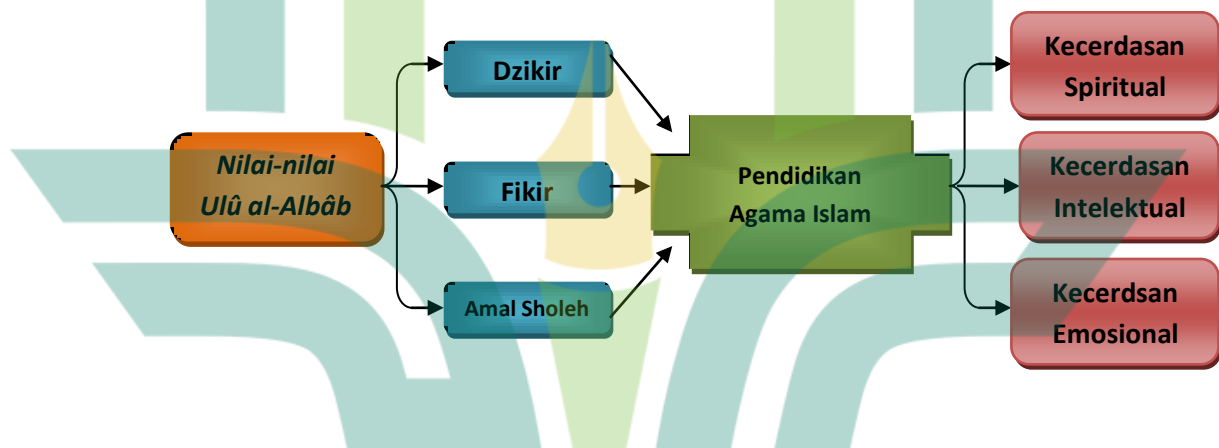 Nilai-nilai
Ulû al-Albâb
Dzikir
Fikir
Amal Sholeh
Pendidikan
Agama Islam
Kecerdasan
Spiritual
Kecerdasan
Intelektual
Kecerdsan
Emosional